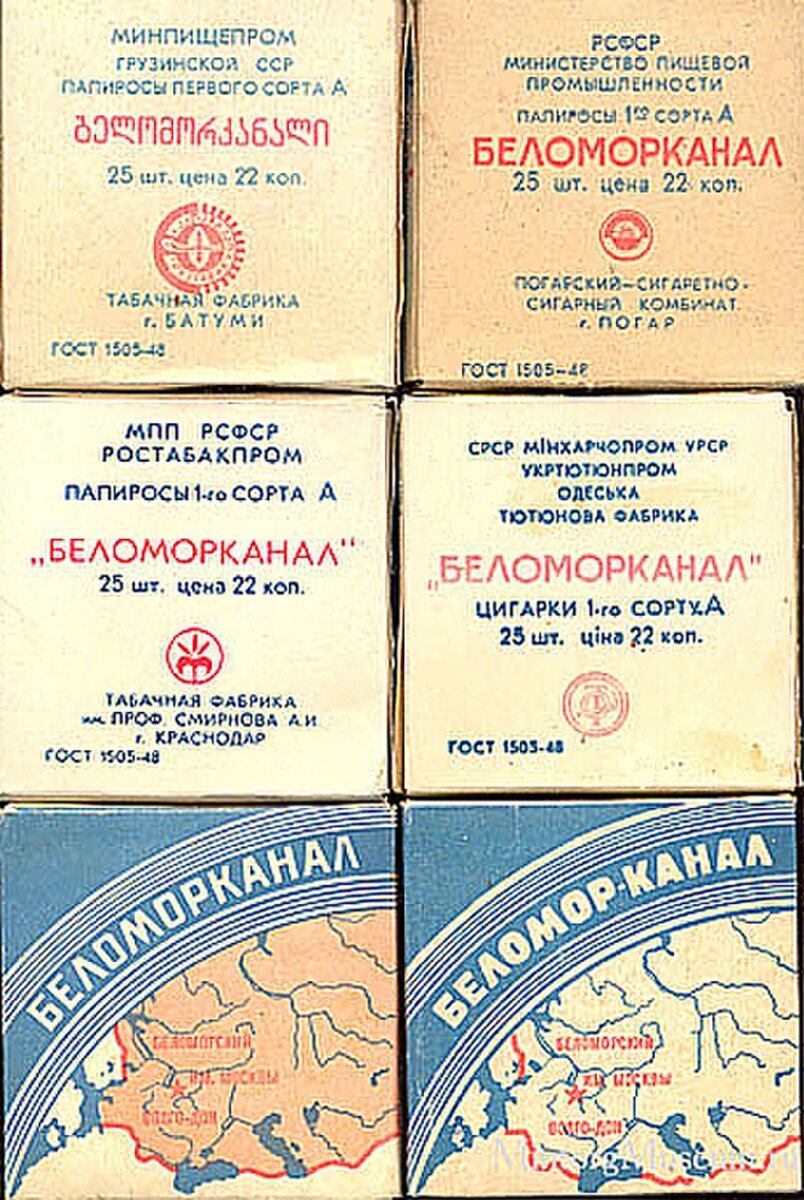 МИНПИЩЕПРОМ
ГРУЗИНСКОЙ ССР
ПАПИРОСЫ ПЕРВОГО СОРТА А
ბელომორკანალი
25 шт. цена 22 коп.
ТАБАЧНАЯ ФАБРИКА
г. БАТУМИ
ГОСТ 1505-48
РСФСР
МИНИСТЕРСТВО ПИЩЕВОЙ
ПРОМЫШЛЕННОСТИ
ПАПИРОСЫ 1го СОРТА А
БЕЛОМОРКАНАЛ
25 шт. цена 22 коп.
ПОГАРСКИЙ-СИГАРЕТНО-
СИГАРНЫЙ КОМБИНАТ.
г. ПОГАР
ГОСТ 1505-48
МПП РСФСР
РОСТАБАКПРОМ
ПАПИРОСЫ 1-го СОРТА А
„БЕЛОМОРКАНАЛ"
25 шт. цена 22 коп.
ТАБАЧНАЯ ФАБРИКА
им. ПРОФ. СМИРНОВА А.И
г. КРАСНОДАР
ГОСТ 1505-48
СРСР МІНХАРЧОПРОМ УРСР
УКРТЮТЮНПРОМ
ОДЕСЬКА
ТЮТЮНОВА ФАБРИКА
„БЕЛОМОРКАНАЛ"
ЦИГАРКИ 1-го СОРТУ.А
25 шт. ціна 22 коп.
ГОСТ 1505-48
БЕЛОМОРКАНАЛ
БЕЛОМОРСКИЙ
ИМ. МОСКВЫ
ВОЛГО-ДОН
БЕЛОМОР-КАНАЛ
БЕЛОМОРСКИЙ
ИМ. МОСКВЫ
ВОЛГО-ДОН